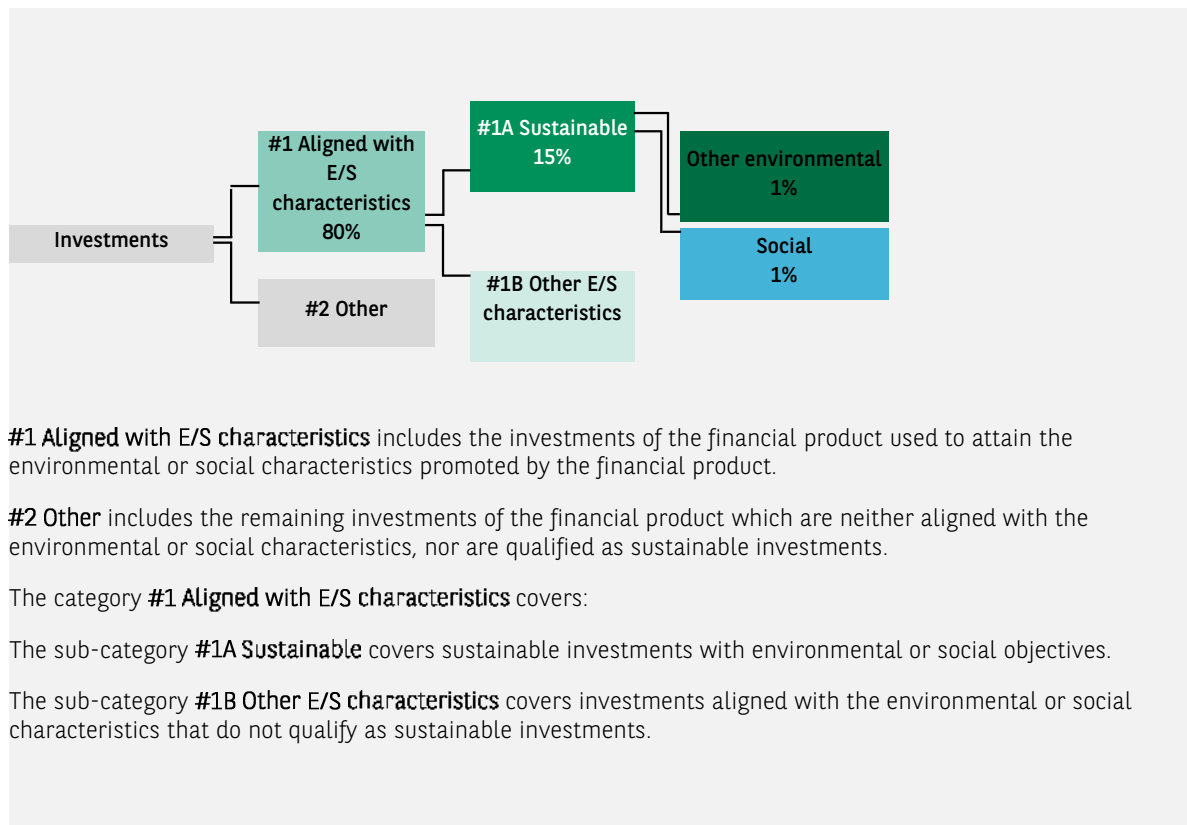 #1A Sustainable
15%
#1 Aligned with
E/S
characteristics
80%
Other environmental
1%
Investments
Social
1%
#1B Other E/S
characteristics
#2 Other
#1 Aligned with E/S characteristics includes the investments of the financial product used to attain the
environmental or social characteristics promoted by the financial product.
#2 Other includes the remaining investments of the financial product which are neither aligned with the
environmental or social characteristics, nor are qualified as sustainable investments.
The category #1 Aligned with E/S characteristics covers:
The sub-category #1A Sustainable covers sustainable investments with environmental or social objectives.
The sub-category #1B Other E/S characteristics covers investments aligned with the environmental or social
characteristics that do not qualify as sustainable investments.